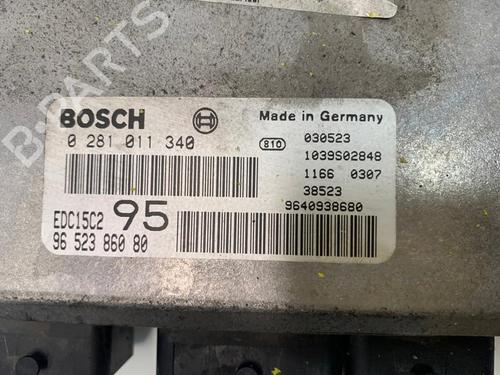 B-PARTS
BOSCH
Made in Germany
0 281 011 340
810
030523
1039S02848
1166 0307
38523
9640938680
EDC15C2 95
96 523 860 80